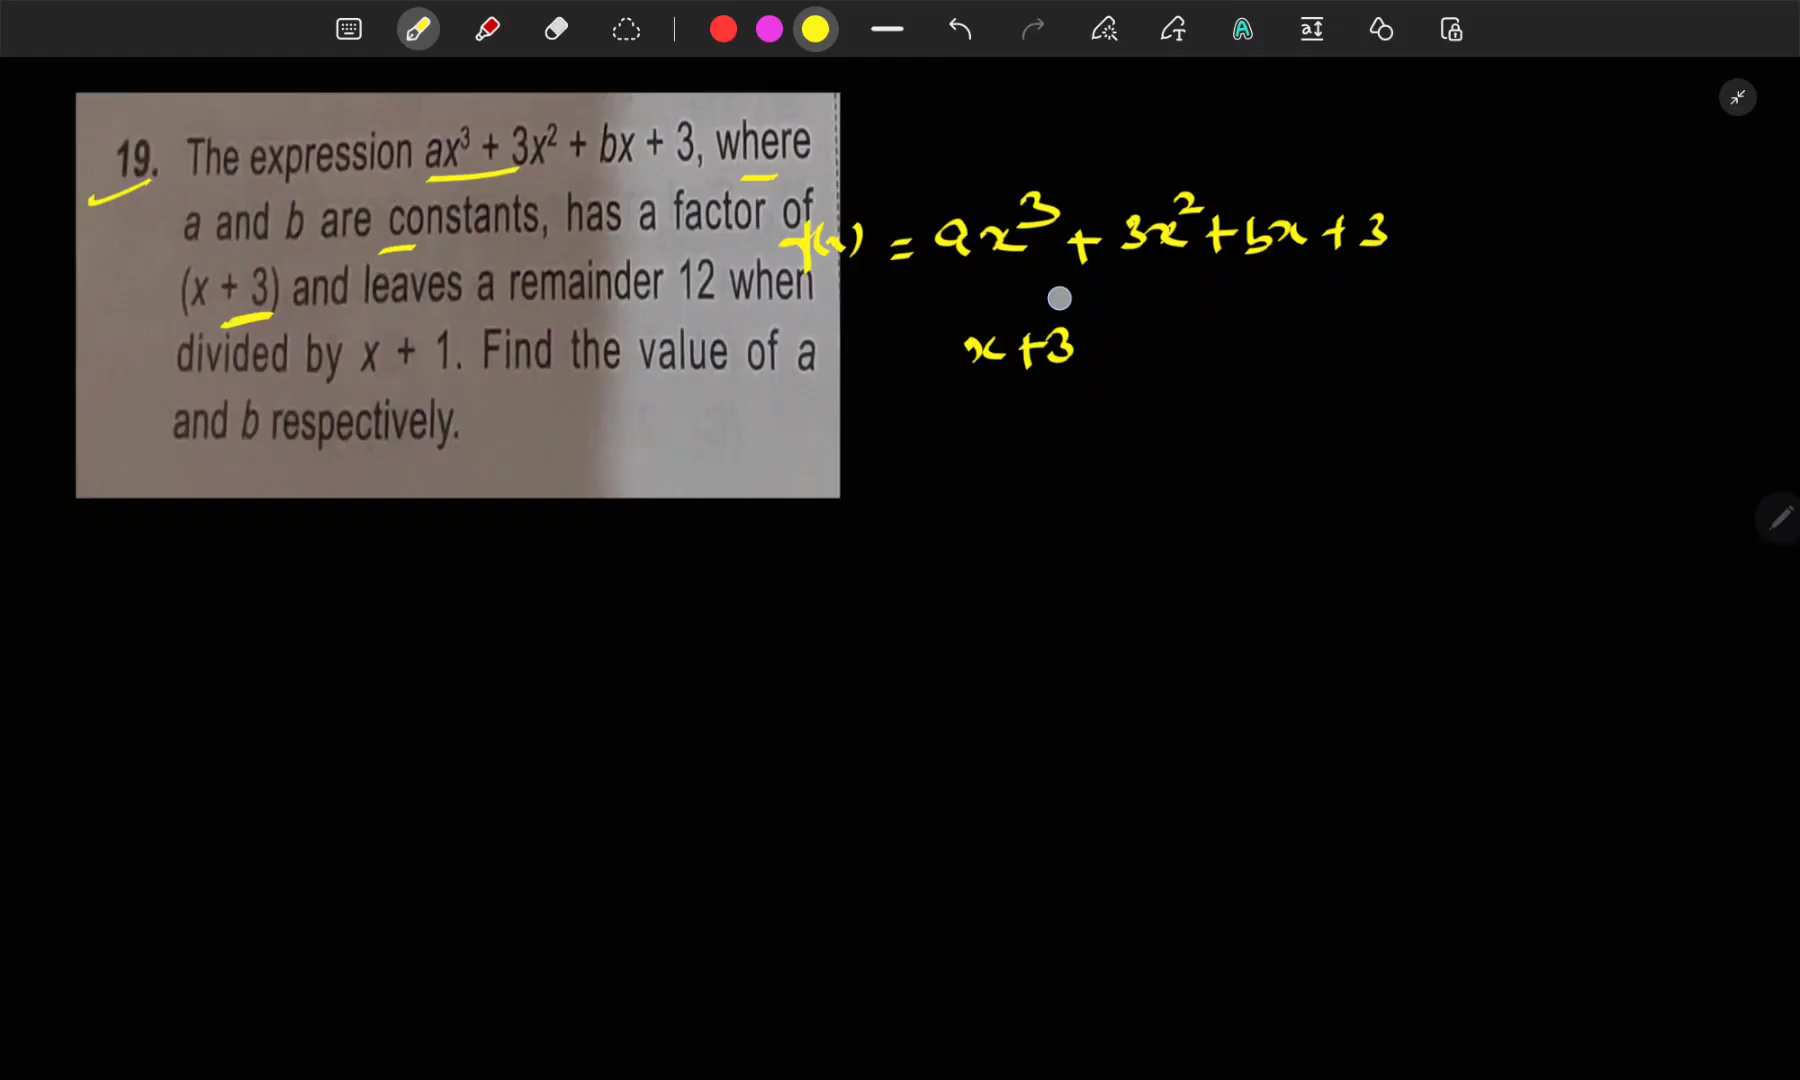 19. The expression ax³ + 3x² + bx + 3, where
a and b are constants, has a factor of
(x + 3) and leaves a remainder 12 when
divided by x + 1. Find the value of a
and b respectively.
f(x) = ax³ + 3x² + bx + 3
x + 3